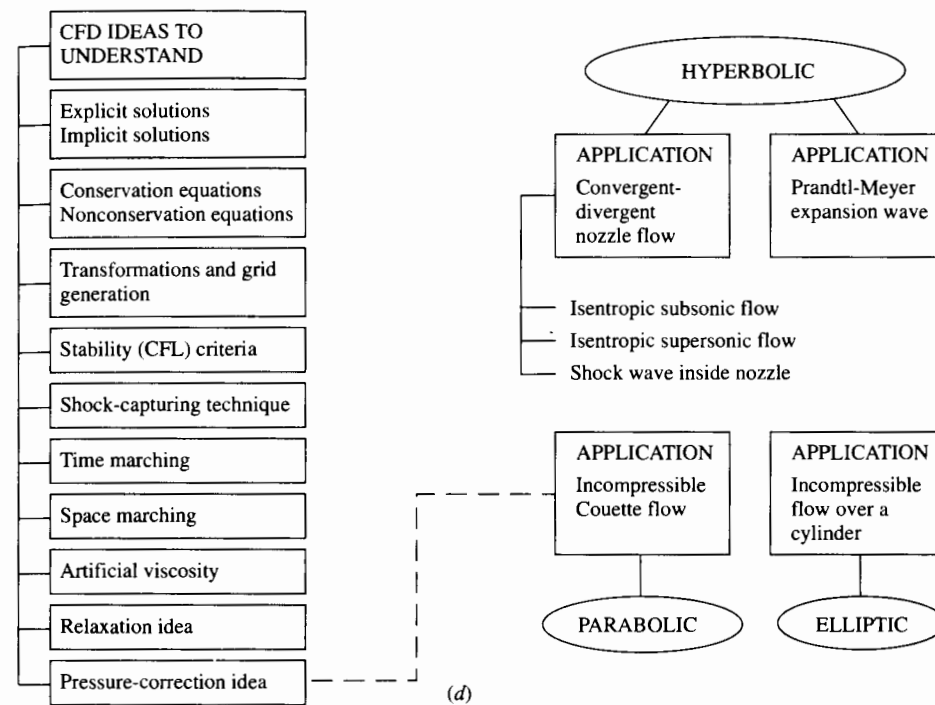 CFD IDEAS TO
UNDERSTAND
Explicit solutions
Implicit solutions
Conservation equations
Nonconservation equations
Transformations and grid
generation
Stability (CFL) criteria
Shock-capturing technique
Time marching
Space marching
Artificial viscosity
Relaxation idea
Pressure-correction idea
HYPERBOLIC
APPLICATION
Convergent-
divergent
nozzle flow
APPLICATION
Prandtl-Meyer
expansion wave
Isentropic subsonic flow
Isentropic supersonic flow
Shock wave inside nozzle
APPLICATION
Incompressible
Couette flow
APPLICATION
Incompressible
flow over a
cylinder
PARABOLIC
ELLIPTIC
(d)